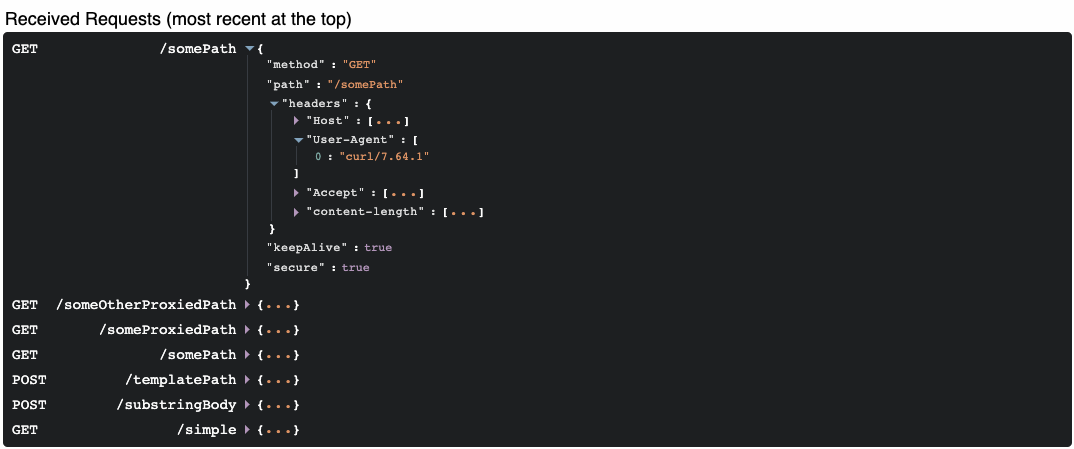 Received Requests (most recent at the top)
GET /somePath {
"method" : "GET"
"path" : "/somePath"
"headers" : {
"Host" : [...]
"User-Agent" : [
0 : "curl/7.64.1"
]
"Accept" : [...]
"content-length" : [...]
}
"keepAlive" : true
"secure" : true
}
GET /someOtherProxiedPath {...}
GET /someProxiedPath {...}
GET /somePath {...}
POST /templatePath {...}
POST /substringBody {...}
GET /simple {...}